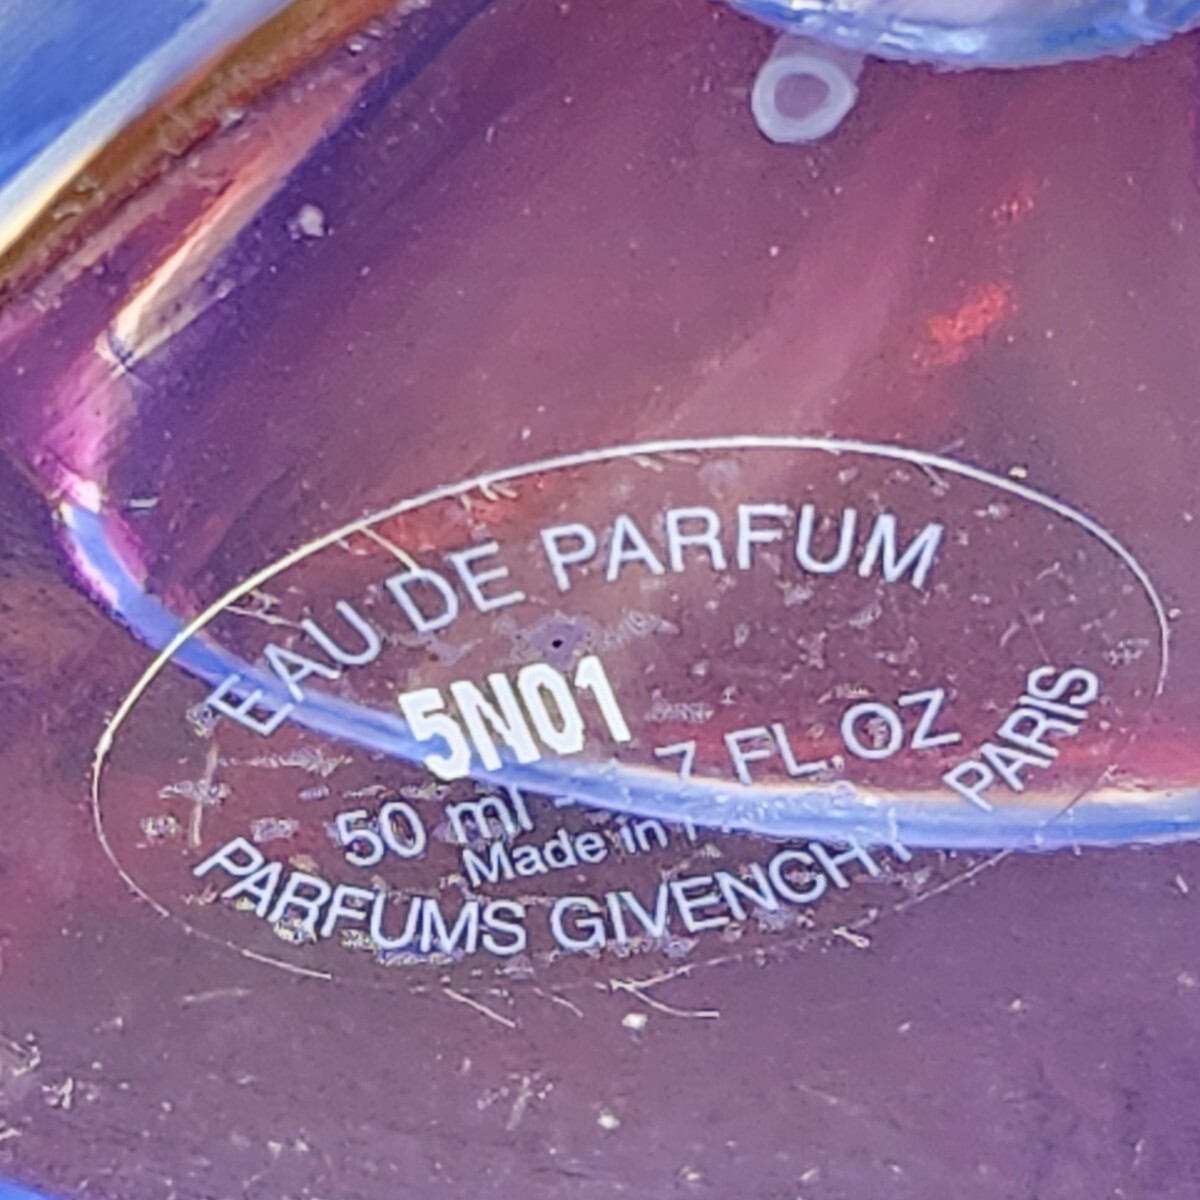 EAU DE PARFUM
5N01
50 ml - 7 FL. OZ
Made in
PARFUMS GIVENCHY PARIS